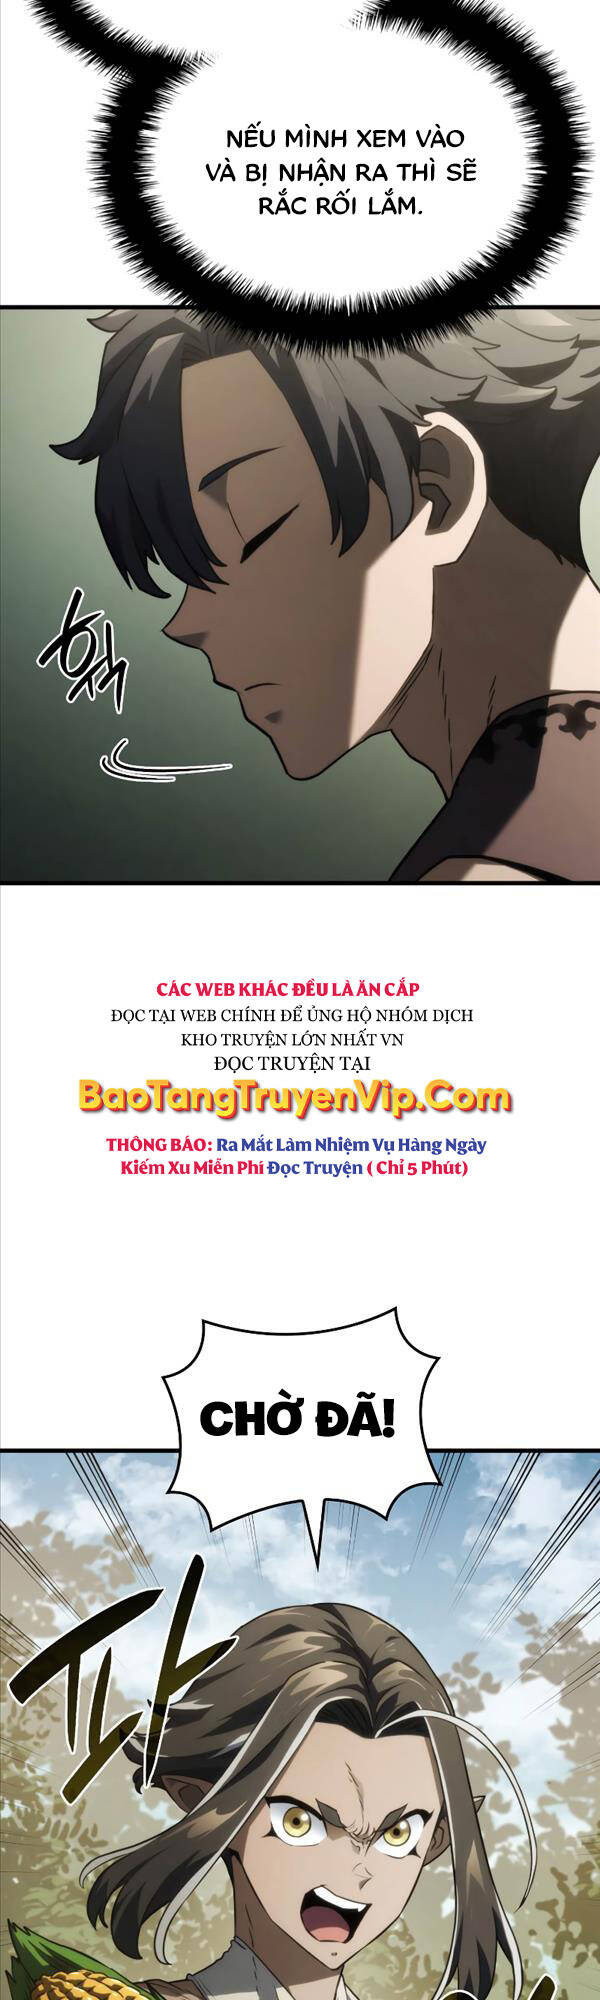 NẾU MÌNH XEM VÀO
VÀ BỊ NHẬN RA THÌ SẼ
RẮC RỐI LẮM.
CÁC WEB KHÁC ĐỀU LÀ ĂN CẮP
ĐỌC TẠI WEB CHÍNH ĐỂ ỦNG HỘ NHÓM DỊCH
KHO TRUYỆN LỚN NHẤT VN
ĐỌC TRUYỆN TẠI
BaoTangTruyenVip.Com
THÔNG BÁO: Ra Mắt Làm Nhiệm Vụ Hàng Ngày
Kiếm Xu Miễn Phí Đọc Truyện ( Chỉ 5 Phút)
CHỜ ĐÃ!